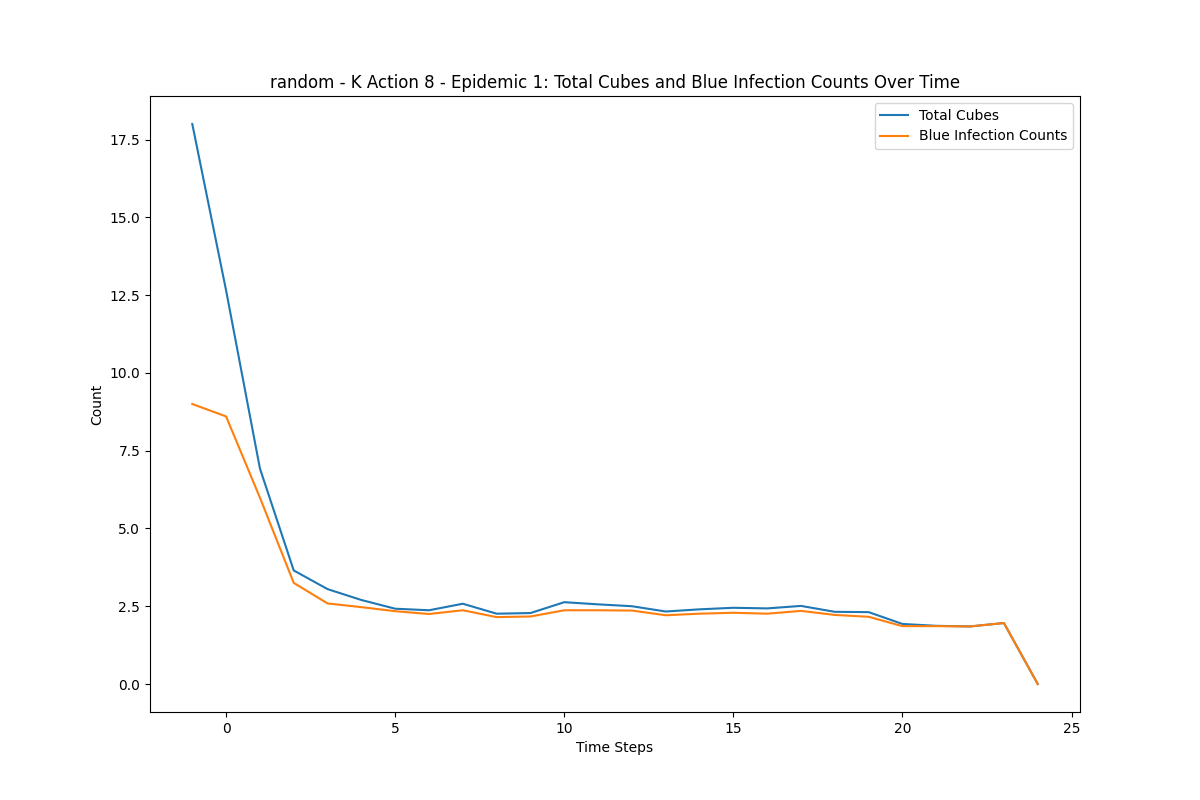 random - K Action 8 - Epidemic 1: Total Cubes and Blue Infection Counts Over Time
Total Cubes
Blue Infection Counts
17.5
15.0
12.5
10.0
7.5
5.0
2.5
0.0
Count
0 5 10 15 20 25
Time Steps